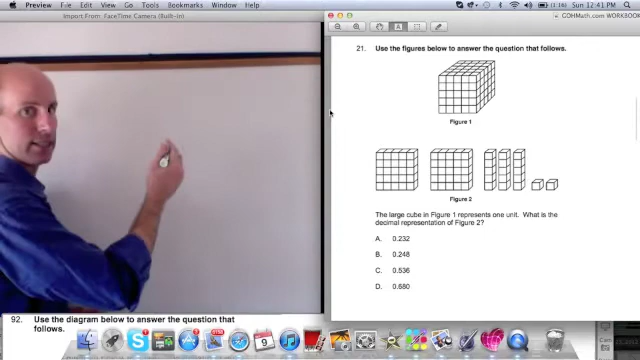 Preview File Edit View Go Tools Bookmarks Window Help
Sun 12:41 PM
Import From: FaceTime Camera (Built-in)
GOHMath.com WORKBOO
21. Use the figures below to answer the question that follows.
Figure 1
Figure 2
The large cube in Figure 1 represents one unit. What is the
decimal representation of Figure 2?
A. 0.232
B. 0.248
C. 0.536
D. 0.680
92. Use the diagram below to answer the question that
follows.